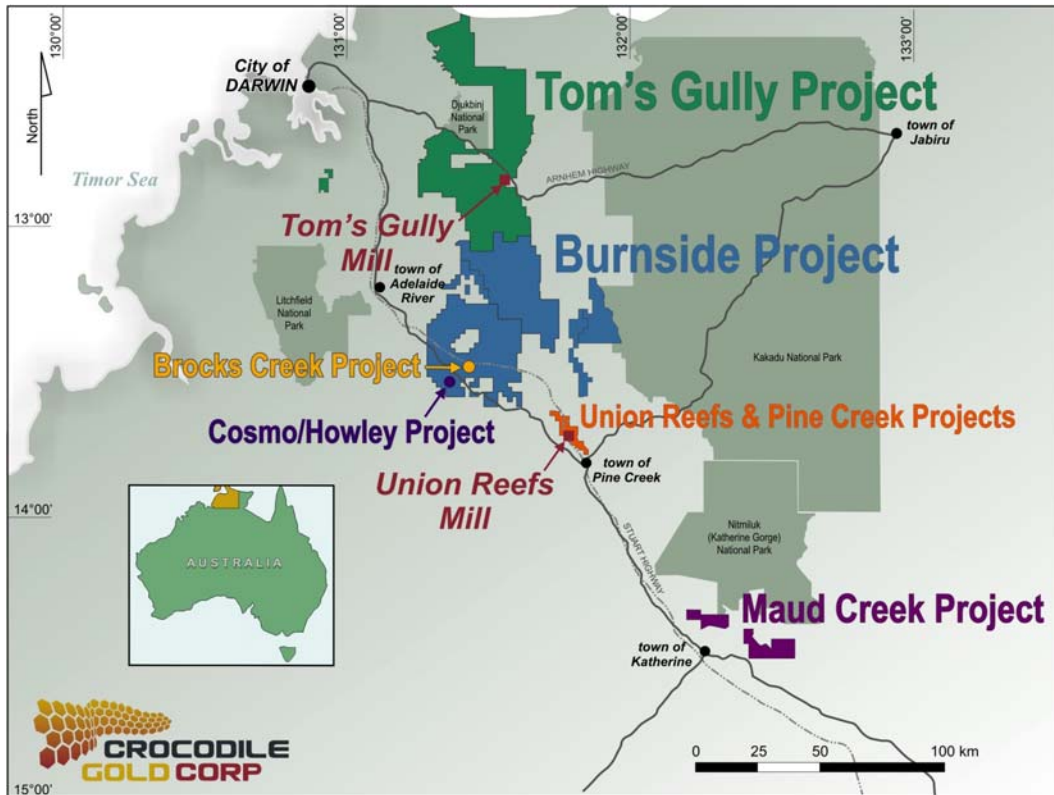 130°00'
131°00'
132°00'
133°00'
North
City of
DARWIN
Djukbinj
National
Park
Tom's Gully Project
town of
Jabiru
ARNHEM HIGHWAY
Timor Sea
13°00'
Tom's Gully
Mill
Burnside Project
town of
Adelaide
River
Litchfield
National
Park
Kakadu National Park
Brocks Creek Project
Cosmo/Howley Project
Union Reefs & Pine Creek Projects
town of
Pine Creek
Union Reefs
Mill
14°00'
AUSTRALIA
STUART HIGHWAY
Nitmiluk
(Katherine Gorge)
National Park
Maud Creek Project
town of
Katherine
CROCODILE
GOLD CORP
0 25 50 100 km
15°00'